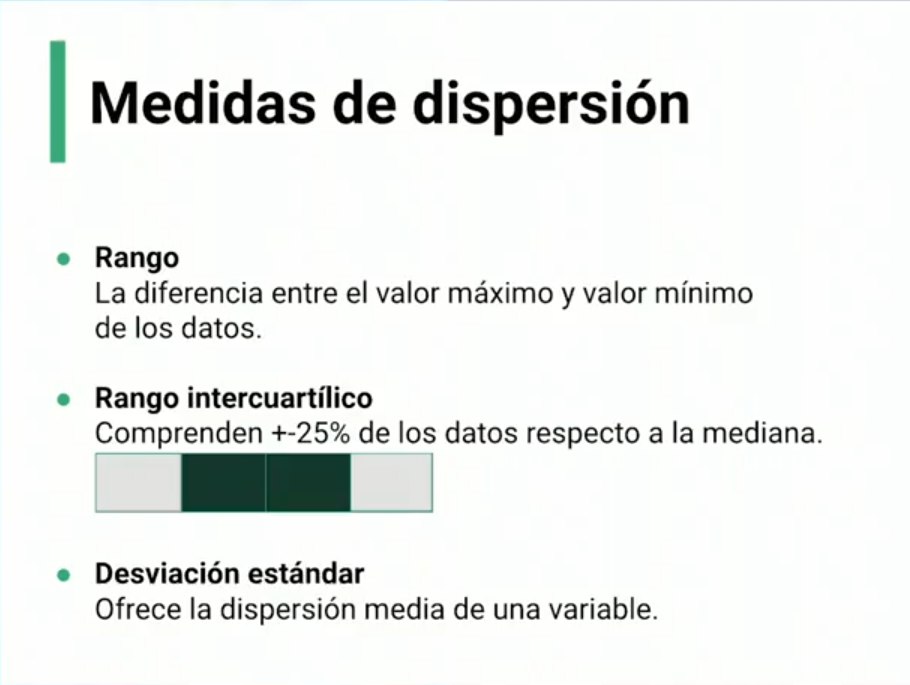 Medidas de dispersión
Rango
La diferencia entre el valor máximo y valor mínimo
de los datos.
Rango intercuartílico
Comprenden +-25% de los datos respecto a la mediana.
Desviación estándar
Ofrece la dispersión media de una variable.